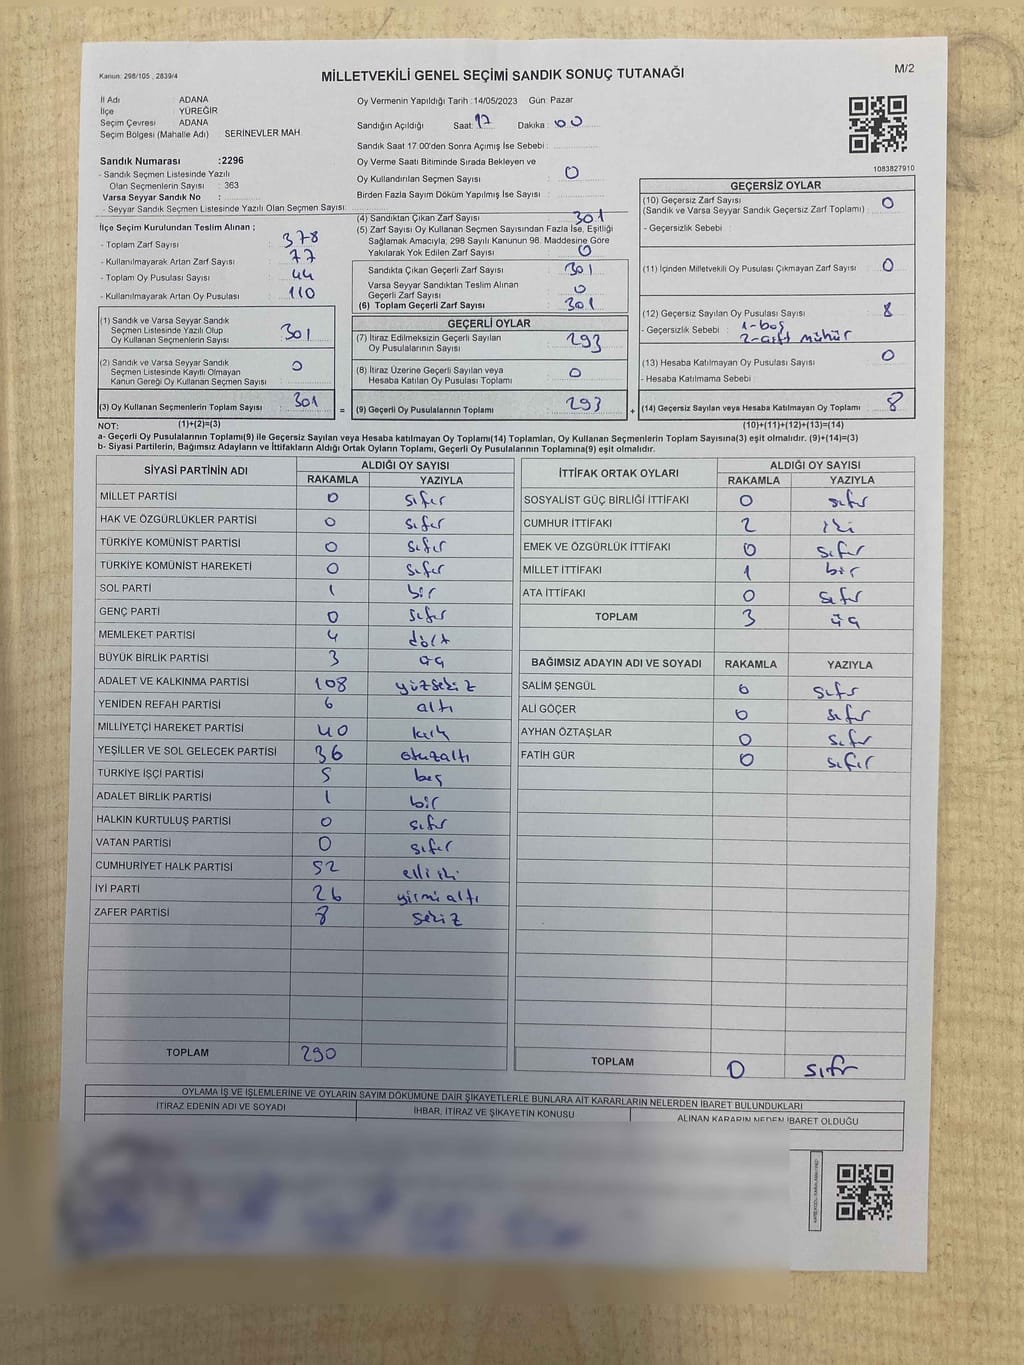 Kanun: 298/105 , 2839/4
MİLLETVEKİLİ GENEL SEÇİMİ SANDIK SONUÇ TUTANAĞI
M/2
İl Adı : ADANA
İlçe : YÜREĞİR
Seçim Çevresi : ADANA
Seçim Bölgesi (Mahalle Adı) : SERİNEVLER MAH.
Sandık Numarası :2296
- Sandık Seçmen Listesinde Yazılı
Olan Seçmenlerin Sayısı : 363
Varsa Seyyar Sandık No :
- Seyyar Sandık Seçmen Listesinde Yazılı Olan Seçmen Sayısı:
Oy Vermenin Yapıldığı Tarih :14/05/2023 Gün: Pazar
Sandığın Açıldığı Saat: 17 Dakika : 00
Sandık Saat 17.00'den Sonra Açımış İse Sebebi :
Oy Verme Saati Bitiminde Sırada Bekleyen ve
Oy Kullandırılan Seçmen Sayısı : 0
Birden Fazla Sayım Döküm Yapılmış İse Sayısı :
1083827910
İlçe Seçim Kurulundan Teslim Alınan ;
- Toplam Zarf Sayısı : 378
- Kullanılmayarak Artan Zarf Sayısı : 77
- Toplam Oy Pusulası Sayısı : 44
- Kullanılmayarak Artan Oy Pusulası : 110
(4) Sandıktan Çıkan Zarf Sayısı 301
(5) Zarf Sayısı Oy Kullanan Seçmen Sayısından Fazla İse, Eşitliği
Sağlamak Amacıyla, 298 Sayılı Kanunun 98. Maddesine Göre
Yakılarak Yok Edilen Zarf Sayısı 0
Sandıkta Çıkan Geçerli Zarf Sayısı 301
Varsa Seyyar Sandıktan Teslim Alınan
Geçerli Zarf Sayısı 0
(6) Toplam Geçerli Zarf Sayısı 301
(1) Sandık ve Varsa Seyyar Sandık
Seçmen Listesinde Yazılı Olup
Oy Kullanan Seçmenlerin Sayısı 301
(2) Sandık ve Varsa Seyyar Sandık
Seçmen Listesinde Kayıtlı Olmayan
Kanun Gereği Oy Kullanan Seçmen Sayısı 0
(3) Oy Kullanan Seçmenlerin Toplam Sayısı 301
GEÇERLİ OYLAR
(7) İtiraz Edilmeksizin Geçerli Sayılan
Oy Pusulalarının Sayısı 293
(8) İtiraz Üzerine Geçerli Sayılan veya
Hesaba Katılan Oy Pusulası Toplamı 0
= (9) Geçerli Oy Pusulalarının Toplamı 293
GEÇERSİZ OYLAR
(10) Geçersiz Zarf Sayısı 0
(Sandık ve Varsa Seyyar Sandık Geçersiz Zarf Toplamı) :
- Geçersizlik Sebebi :
(11) İçinden Milletvekili Oy Pusulası Çıkmayan Zarf Sayısı 0
(12) Geçersiz Sayılan Oy Pusulası Sayısı 8
- Geçersizlik Sebebi : 1-boş
2-çift mühür
(13) Hesaba Katılmayan Oy Pusulası Sayısı 0
- Hesaba Katılmama Sebebi
+ (14) Geçersiz Sayılan veya Hesaba Katılmayan Oy Toplamı 8
NOT: (1)+(2)=(3) (10)+(11)+(12)+(13)=(14)
a- Geçerli Oy Pusulalarının Toplamı(9) ile Geçersiz Sayılan veya Hesaba katılmayan Oy Toplamı(14) Toplamları, Oy Kullanan Seçmenlerin Toplam Sayısına(3) eşit olmalıdır. (9)+(14)=(3)
b- Siyasi Partilerin, Bağımsız Adayların ve İttifakların Aldığı Ortak Oyların Toplamı, Geçerli Oy Pusulalarının Toplamına(9) eşit olmalıdır.
SİYASİ PARTİNİN ADI ALDIĞI OY SAYISI
RAKAMLA YAZIYLA
MİLLET PARTİSİ 0 sıfır
HAK VE ÖZGÜRLÜKLER PARTİSİ 0 sıfır
TÜRKİYE KOMÜNİST PARTİSİ 0 sıfır
TÜRKİYE KOMÜNİST HAREKETİ 0 sıfır
SOL PARTİ 1 bir
GENÇ PARTİ 0 sıfır
MEMLEKET PARTİSİ 4 dört
BÜYÜK BİRLİK PARTİSİ 3 üç
ADALET VE KALKINMA PARTİSİ 108 yüzsekiz
YENİDEN REFAH PARTİSİ 6 altı
MİLLİYETÇİ HAREKET PARTİSİ 40 kırk
YEŞİLLER VE SOL GELECEK PARTİSİ 36 otuzaltı
TÜRKİYE İŞÇİ PARTİSİ 5 beş
ADALET BİRLİK PARTİSİ 1 bir
HALKIN KURTULUŞ PARTİSİ 0 sıfır
VATAN PARTİSİ 0 sıfır
CUMHURİYET HALK PARTİSİ 52 elli iki
İYİ PARTİ 26 yirmi altı
ZAFER PARTİSİ 8 sekiz
TOPLAM 290
İTTİFAK ORTAK OYLARI ALDIĞI OY SAYISI
RAKAMLA YAZIYLA
SOSYALİST GÜÇ BİRLİĞİ İTTİFAKI 0 sıfır
CUMHUR İTTİFAKI 2 iki
EMEK VE ÖZGÜRLÜK İTTİFAKI 0 sıfır
MİLLET İTTİFAKI 1 bir
ATA İTTİFAKI 0 sıfır
TOPLAM 3 üç
BAĞIMSIZ ADAYIN ADI VE SOYADI RAKAMLA YAZIYLA
SALİM ŞENGÜL 0 sıfır
ALİ GÖÇER 0 sıfır
AYHAN ÖZTAŞLAR 0 sıfır
FATİH GÜR 0 sıfır
TOPLAM 0 sıfır
OYLAMA İŞ VE İŞLEMLERİNE VE OYLARIN SAYIM DÖKÜMÜNE DAİR ŞİKAYETLERLE BUNLARA AİT KARARLARIN NELERDEN İBARET BULUNDUKLARI
İTİRAZ EDENİN ADI VE SOYADI İHBAR, İTİRAZ VE ŞİKAYETİN KONUSU ALINAN KARARIN NEDEN İBARET OLDUĞU